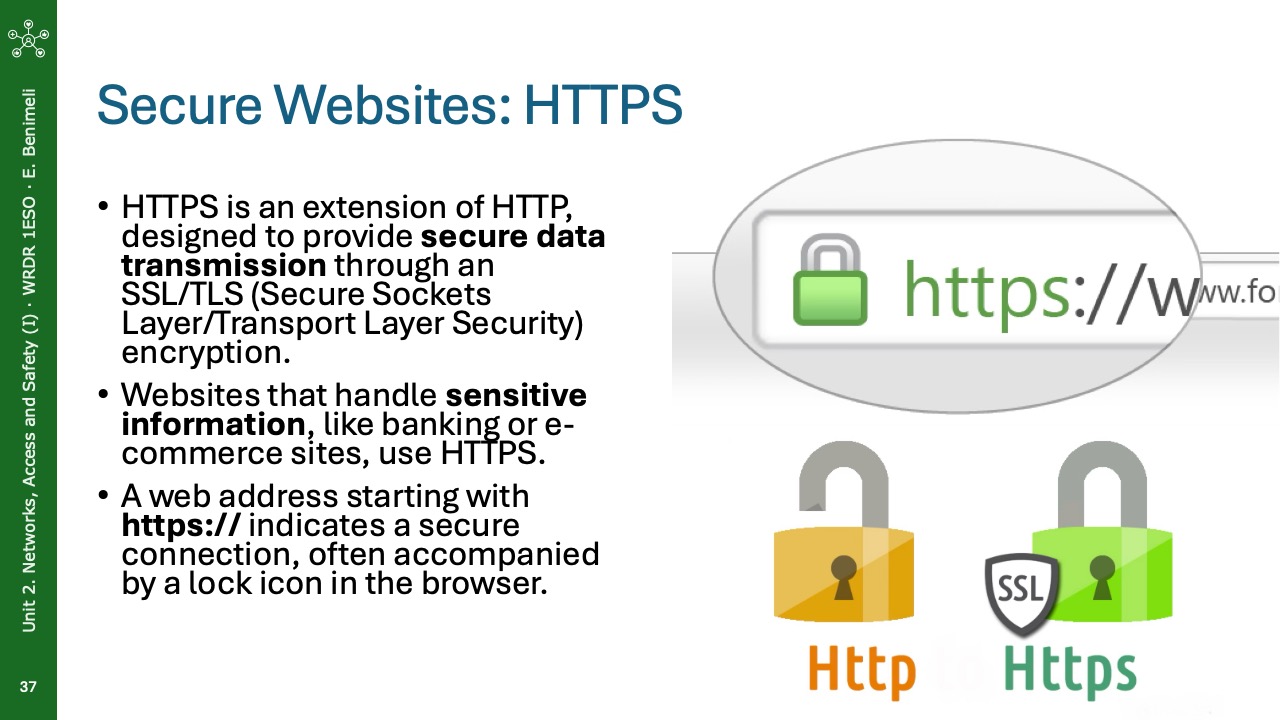 Unit 2. Networks, Access and Safety (I) · WRDR 1ESO · E. Benimeli
37
Secure Websites: HTTPS
• HTTPS is an extension of HTTP,
designed to provide secure data
transmission through an
SSL/TLS (Secure Sockets
Layer/Transport Layer Security)
encryption.
• Websites that handle sensitive
information, like banking or e-
commerce sites, use HTTPS.
• A web address starting with
https:// indicates a secure
connection, often accompanied
by a lock icon in the browser.
https://www.fo
SSL
Http to Https